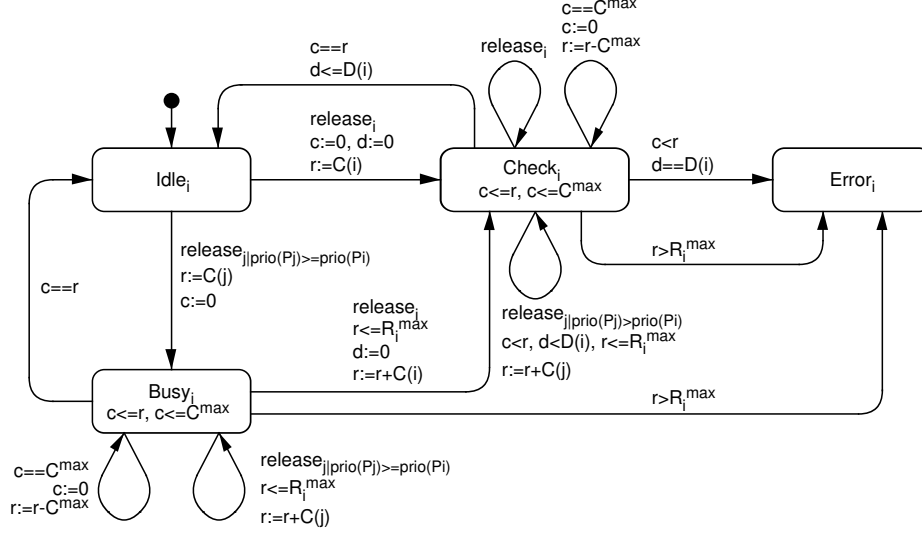 c==C^max
c:=0
r:=r-C^max
release_i
c==r
d<=D(i)
release_i
c:=0, d:=0
r:=C(i)
c<r
d==D(i)
Idle_i
Check_i
c<=r, c<=C^max
Error_i
release_j|prio(Pj)>=prio(Pi)
r:=C(j)
c:=0
r>R_i^max
c==r
release_i
r<=R_i^max
d:=0
r:=r+C(i)
release_j|prio(Pj)>prio(Pi)
c<r, d<D(i), r<=R_i^max
r:=r+C(j)
Busy_i
c<=r, c<=C^max
r>R_i^max
c==C^max
c:=0
r:=r-C^max
release_j|prio(Pj)>=prio(Pi)
r<=R_i^max
r:=r+C(j)